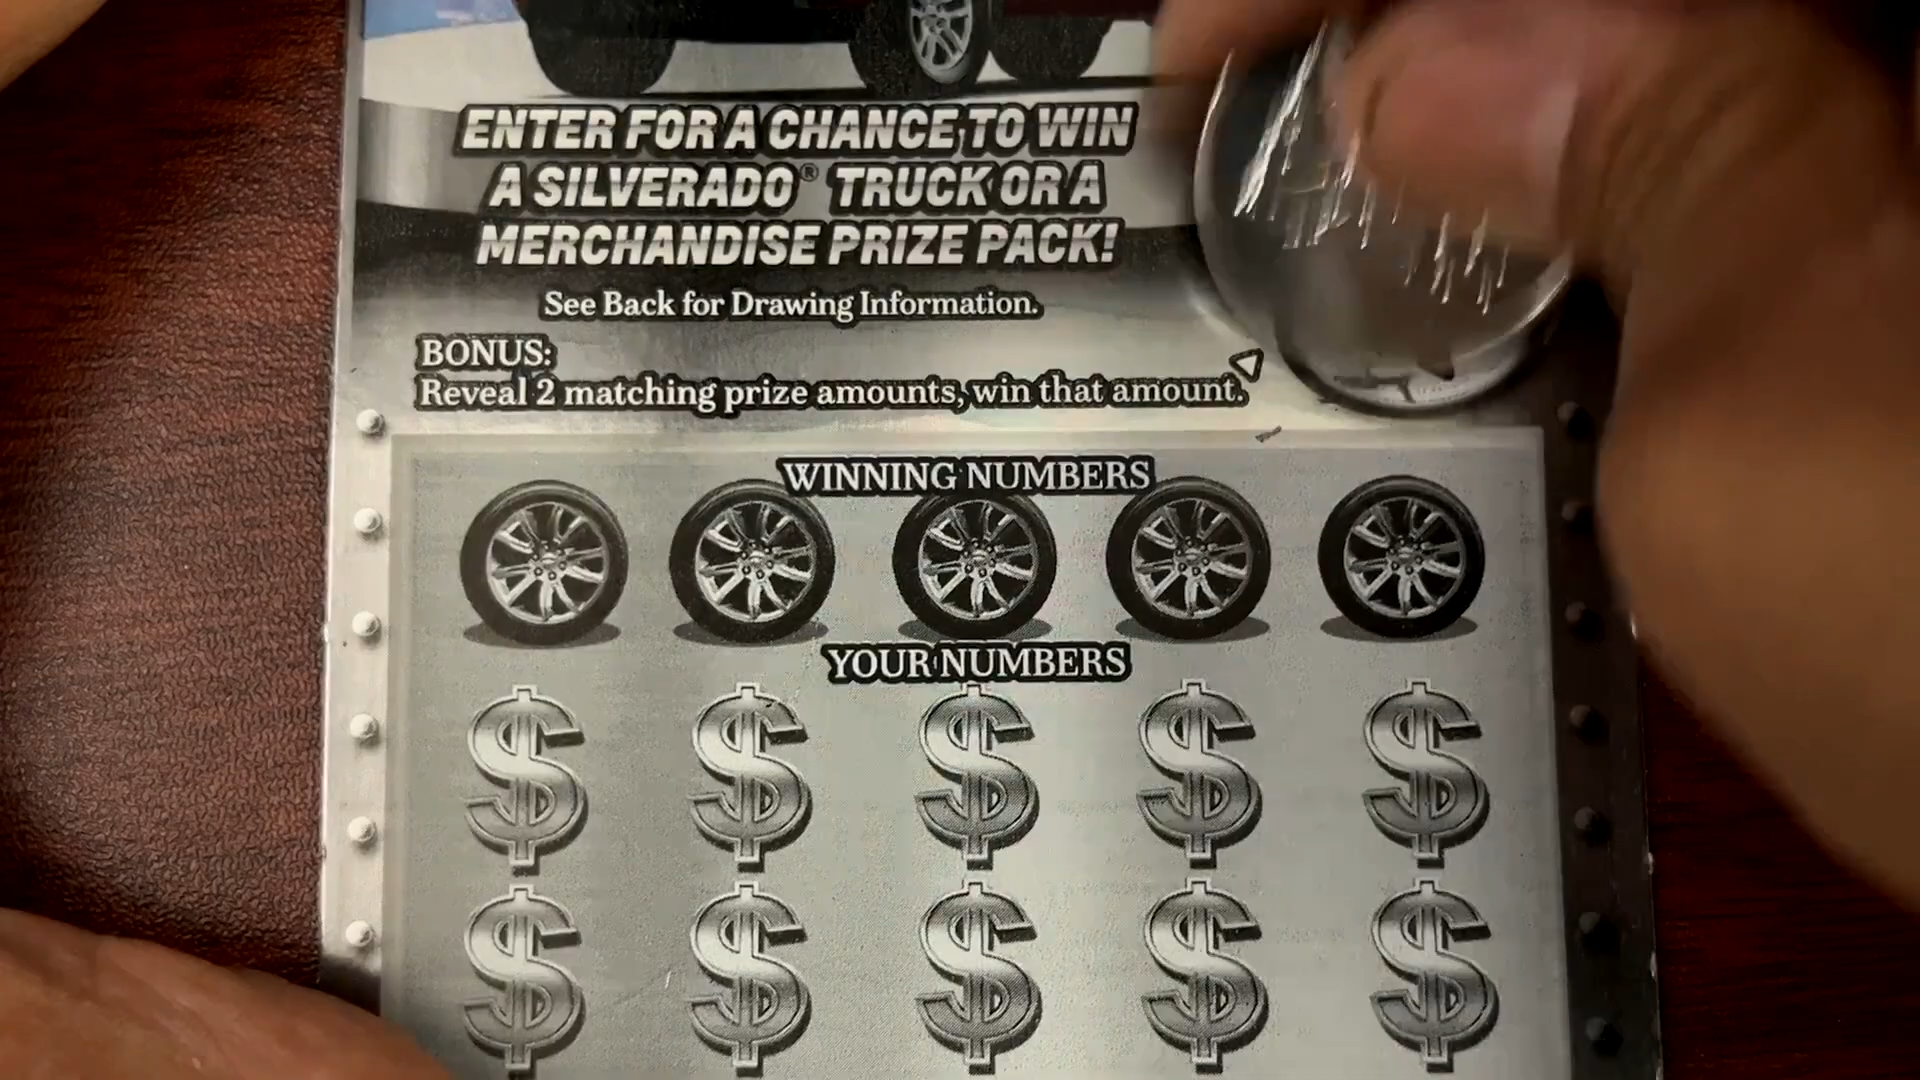 ENTER FOR A CHANCE TO WIN
A SILVERADO® TRUCK OR A
MERCHANDISE PRIZE PACK!
See Back for Drawing Information.
BONUS:
Reveal 2 matching prize amounts, win that amount.
WINNING NUMBERS
YOUR NUMBERS
$ $ $ $ $
$ $ $ $ $